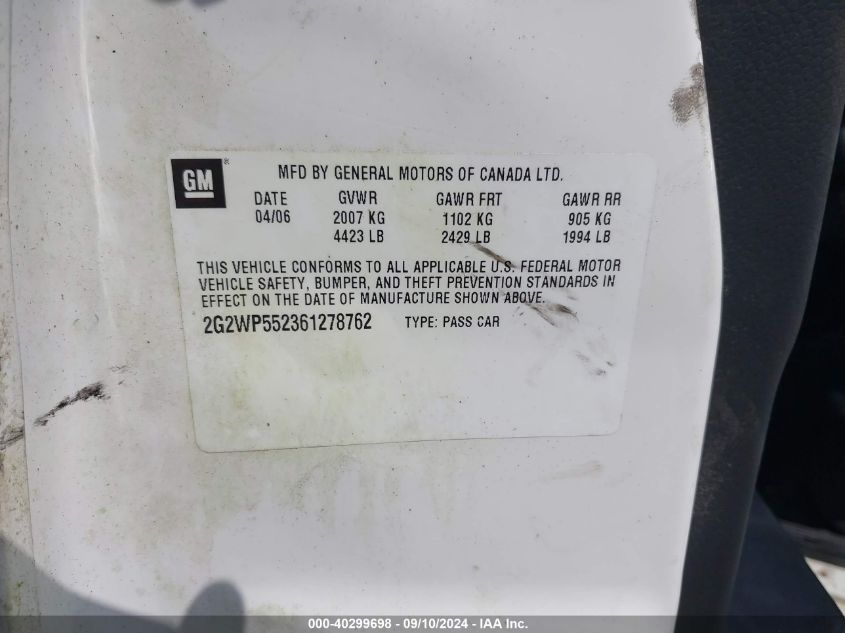 GM ®
MFD BY GENERAL MOTORS OF CANADA LTD.
DATE GVWR GAWR FRT GAWR RR
04/06 2007 KG 1102 KG 905 KG
4423 LB 2429 LB 1994 LB
THIS VEHICLE CONFORMS TO ALL APPLICABLE U.S. FEDERAL MOTOR
VEHICLE SAFETY, BUMPER, AND THEFT PREVENTION STANDARDS IN
EFFECT ON THE DATE OF MANUFACTURE SHOWN ABOVE.
2G2WP552361278762 TYPE: PASS CAR
000-40299698 - 09/10/2024 - IAA Inc.